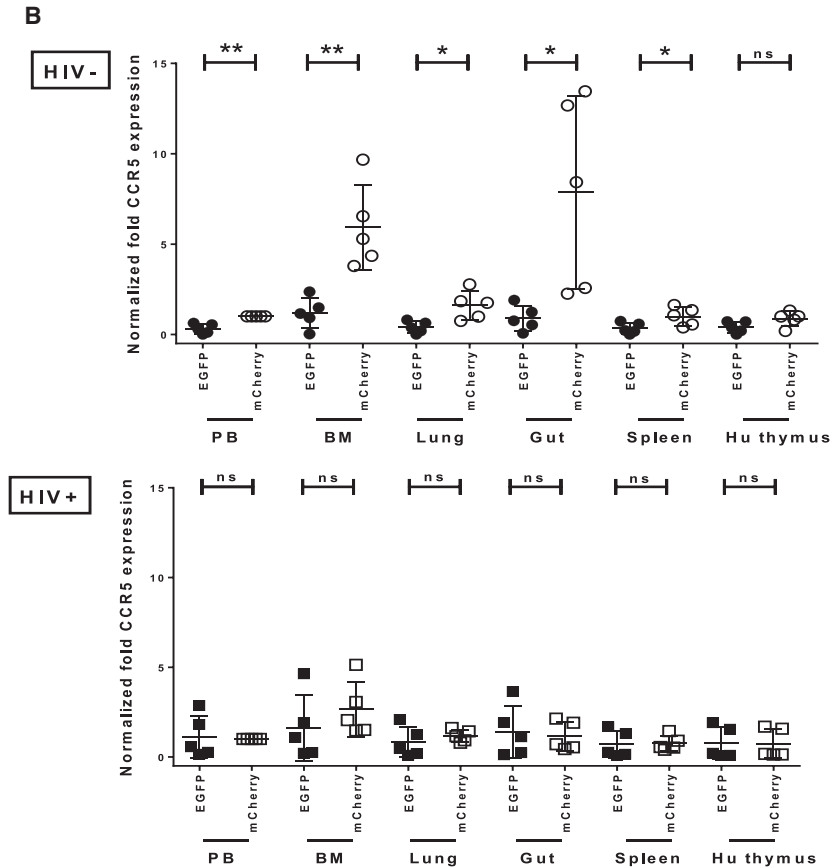 B
HIV-
Normalized fold CCR5 expression
15
10
5
0
** ** * * * ns
EGFP mCherry EGFP mCherry EGFP mCherry EGFP mCherry EGFP mCherry EGFP mCherry
PB BM Lung Gut Spleen Hu thymus
HIV+
Normalized fold CCR5 expression
15
10
5
0
ns ns ns ns ns ns
EGFP mCherry EGFP mCherry EGFP mCherry EGFP mCherry EGFP mCherry EGFP mCherry
PB BM Lung Gut Spleen Hu thymus